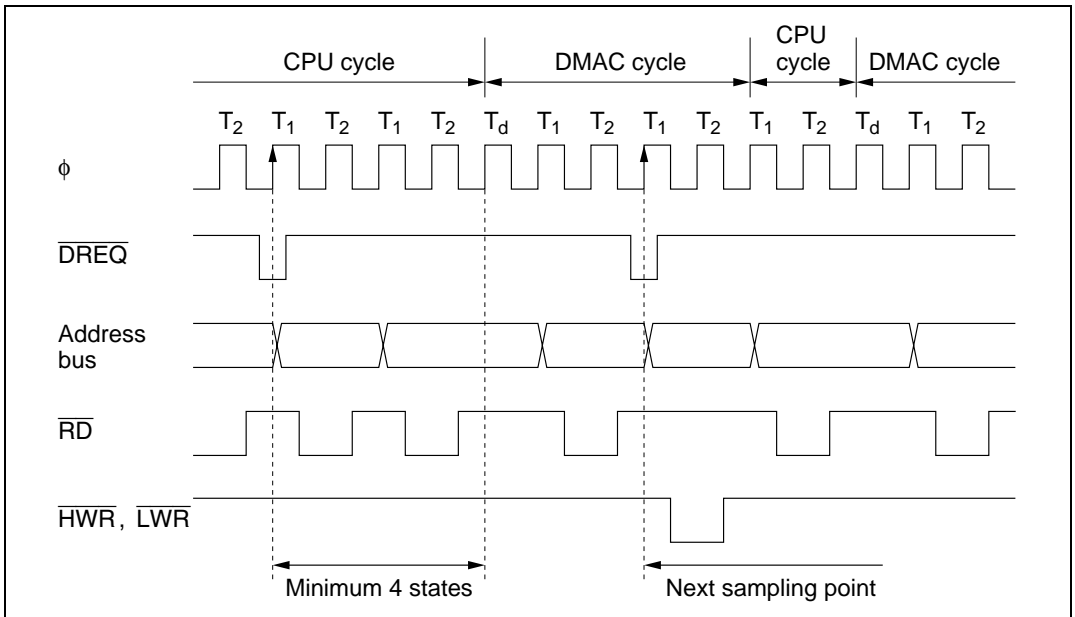 CPU cycle DMAC cycle CPU cycle DMAC cycle
T2 T1 T2 T1 T2 Td T1 T2 T1 T2 T1 T2 Td T1 T2
φ
DREQ
Address
bus
RD
HWR, LWR
Minimum 4 states Next sampling point